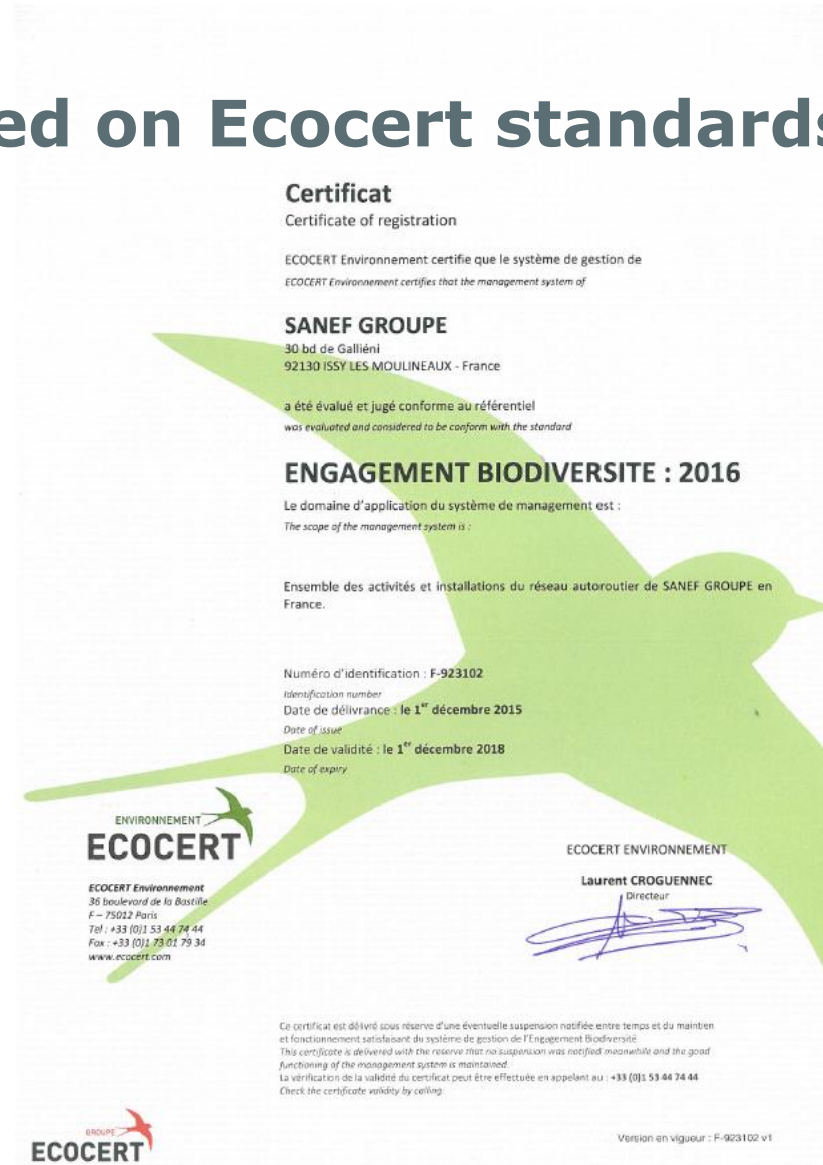 ed on Ecocert standards
Certificat
Certificate of registration
ECOCERT Environnement certifie que le système de gestion de
ECOCERT Environnement certifies that the management system of
SANEF GROUPE
30 bd de Galliéni
92130 ISSY LES MOULINEAUX - France
a été évalué et jugé conforme au référentiel
was evaluated and considered to be conform with the standard
ENGAGEMENT BIODIVERSITE : 2016
Le domaine d'application du système de management est :
The scope of the management system is :
Ensemble des activités et installations du réseau autoroutier de SANEF GROUPE en
France.
Numéro d'identification : F-923102
Identification number
Date de délivrance : le 1er décembre 2015
Date of issue
Date de validité : le 1er décembre 2018
Date of expiry
ENVIRONNEMENT
ECOCERT
ECOCERT Environnement
36 boulevard de la Bastille
F – 75012 Paris
Tel : +33 (0)1 53 44 74 44
Fax : +33 (0)1 73 01 79 34
www.ecocert.com
ECOCERT ENVIRONNEMENT
Laurent CROGUENNEC
Directeur
Ce certificat est délivré sous réserve d'une éventuelle suspension notifiée entre temps et du maintien
et fonctionnement satisfaisant du système de gestion de l'Engagement Biodiversité
This certificate is delivered with the reserve that no suspension was notified meanwhile and the good
functioning of the management system is maintained.
La vérification de la validité du certificat peut être effectuée en appelant au : +33 (0)1 53 44 74 44
Check the certificate validity by calling
GROUPE
ECOCERT
Version en vigueur : F-923102 v1